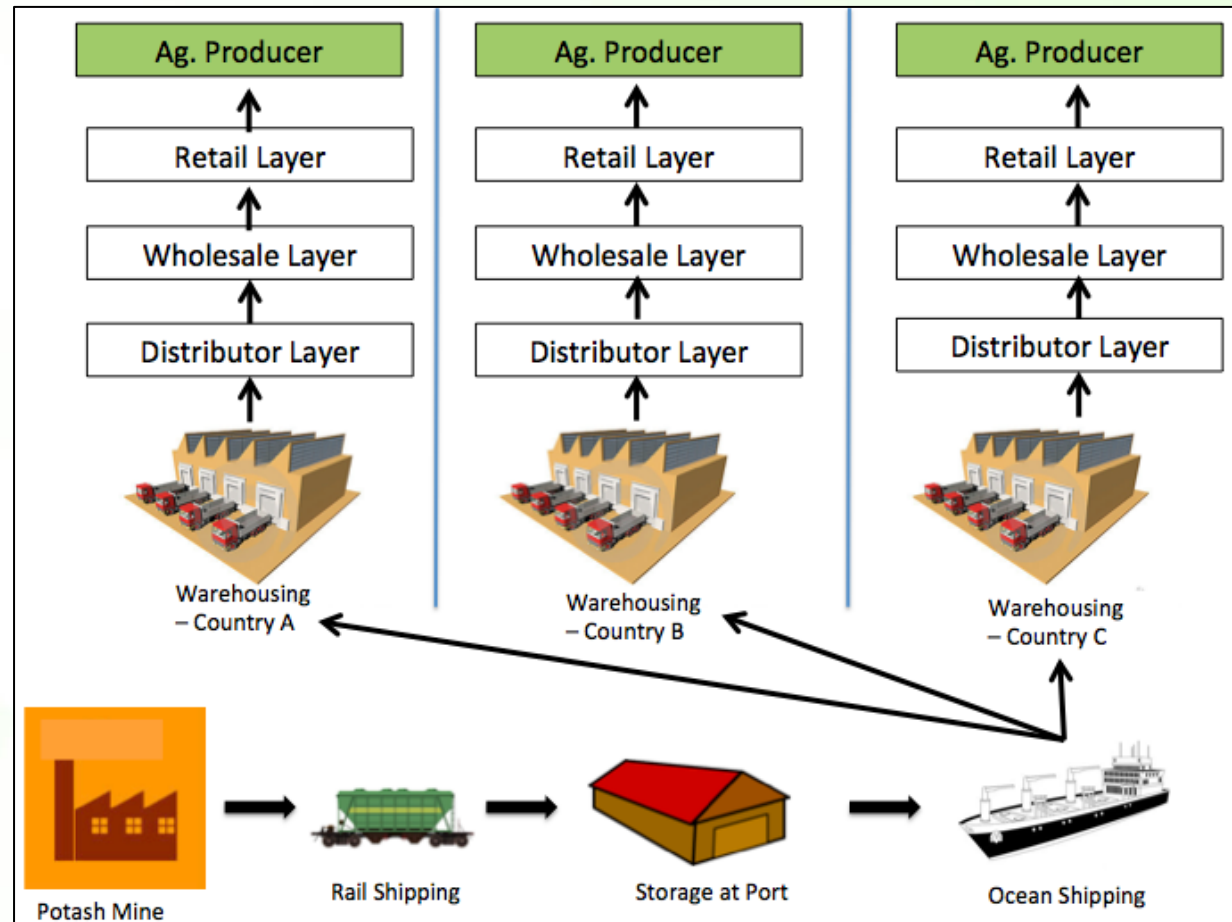 Ag. Producer
Ag. Producer
Ag. Producer
Retail Layer
Retail Layer
Retail Layer
Wholesale Layer
Wholesale Layer
Wholesale Layer
Distributor Layer
Distributor Layer
Distributor Layer
Warehousing
– Country A
Warehousing
– Country B
Warehousing
– Country C
Potash Mine
Rail Shipping
Storage at Port
Ocean Shipping